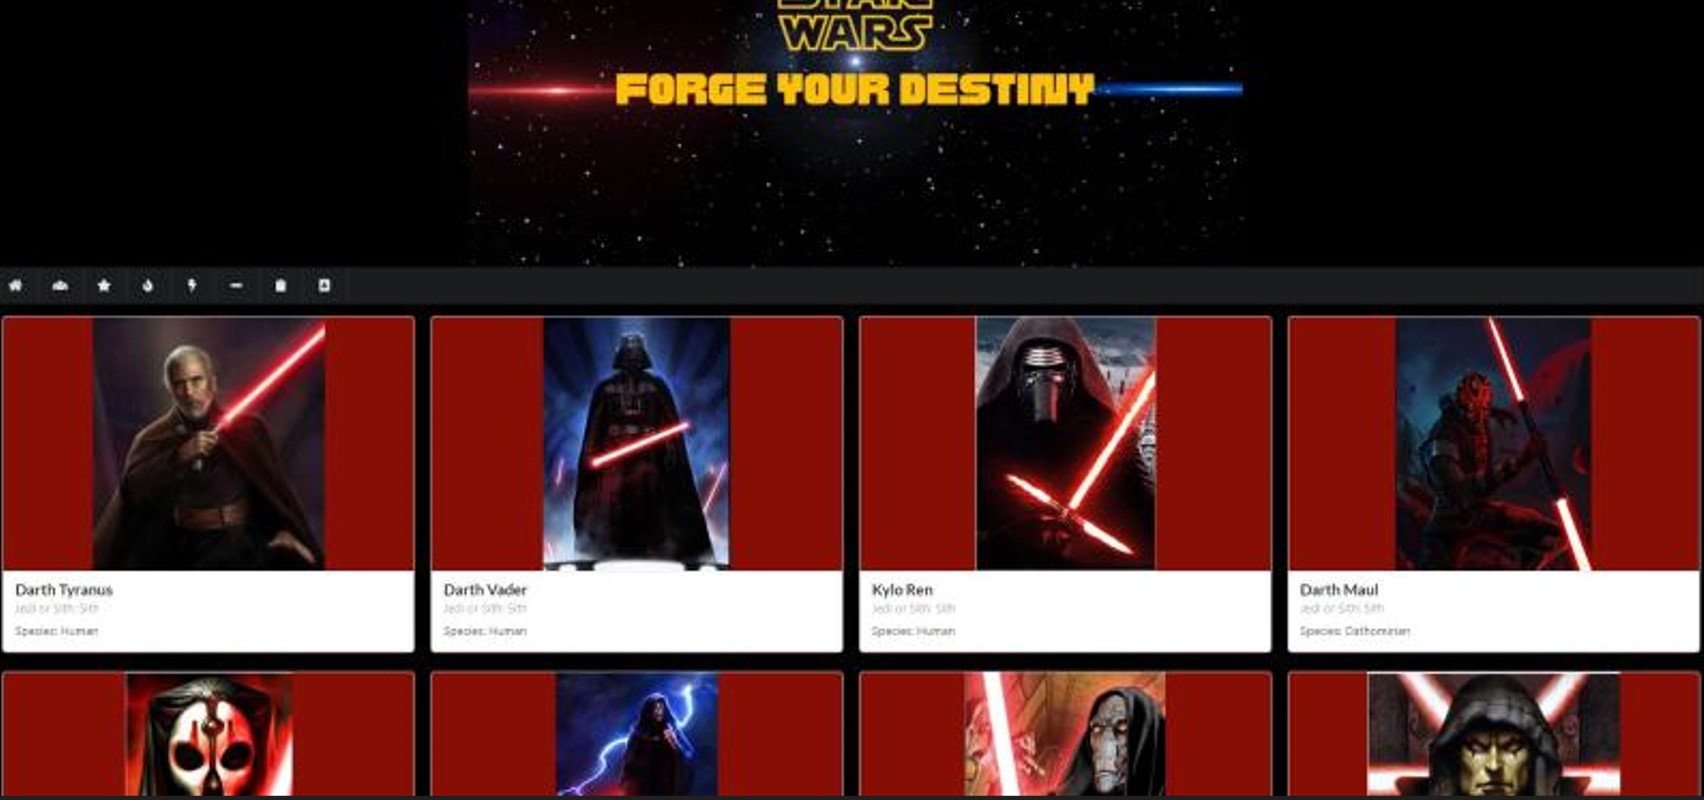 STAR
WARS
FORGE YOUR DESTINY
Darth Tyranus
Jedi or Sith: Sith
Species: Human
Darth Vader
Jedi or Sith: Sith
Species: Human
Kylo Ren
Jedi or Sith: Sith
Species: Human
Darth Maul
Jedi or Sith: Sith
Species: Dathomirian